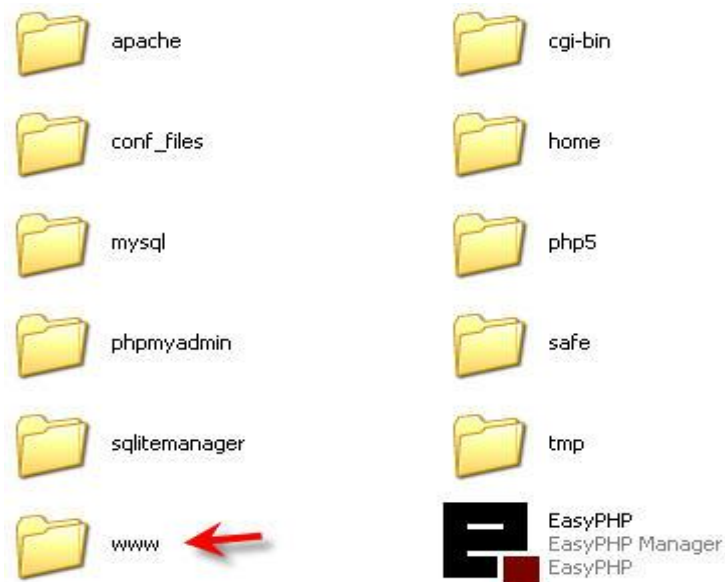 apache
cgi-bin
conf_files
home
mysql
php5
phpmyadmin
safe
sqlitemanager
tmp
www
EasyPHP
EasyPHP Manager
EasyPHP